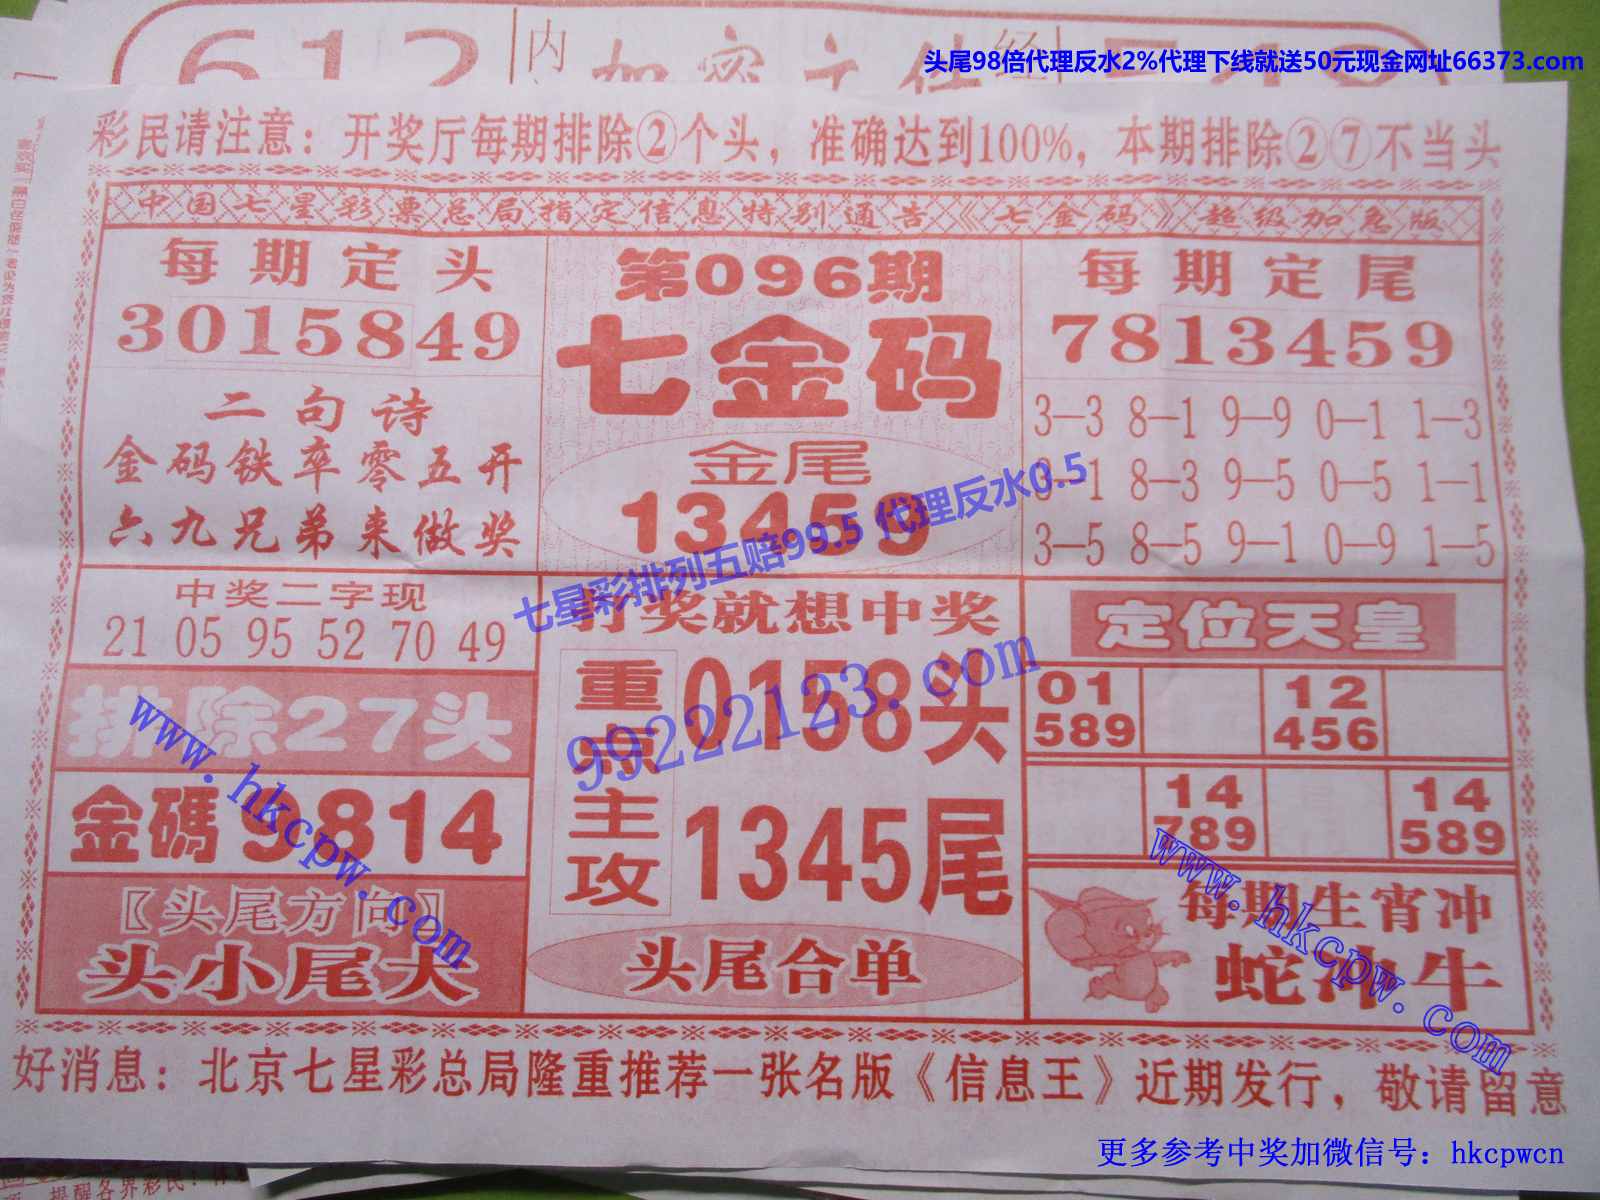 头尾98倍代理反水2%代理下线就送50元现金网址66373.com
彩民请注意：开奖厅每期排除②个头，准确达到100%，本期排除②⑦不当头
中国七星彩票总局指定信息特别通告《七金码》超级加急版
每期定头
3015849
二句诗
金码铁卒零五开
六九兄弟来做奖
第096期
七金码
金尾
13459
每期定尾
7813459
3—3 8—1 9—9 0—1 1—3
3—1 8—3 9—5 0—5 1—1
3—5 8—5 9—1 0—9 1—5
中奖二字现
21 05 95 52 70 49
排除27头
金碼9814
〖头尾方向〗
头小尾大
打奖就想中奖
重点主攻
0158头
1345尾
头尾合单
定位天皇
01 12
589 456
14 14
789 589
每期生肖冲
蛇冲牛
好消息：北京七星彩总局隆重推荐一张名版《信息王》近期发行，敬请留意
七星彩排列五赔99.5 代理反水0.5
99222123.com
www.hkcpw.com
www.hkcpw.com
更多参考中奖加微信号：hkcpwcn
提醒各界彩民